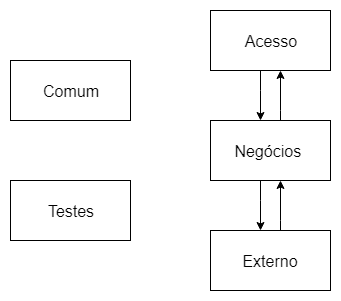 Acesso
Comum
Negócios
Testes
Externo